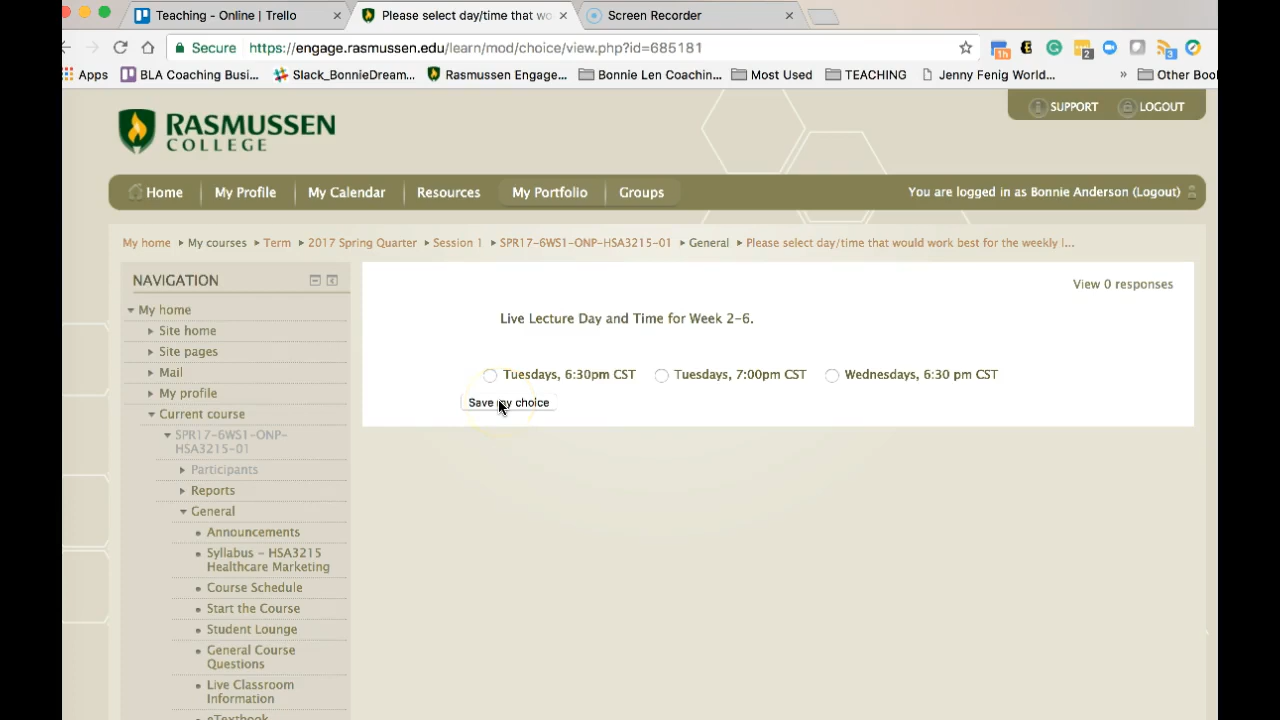 Teaching - Online | Trello
Please select day/time that wo
Screen Recorder
Secure
https://engage.rasmussen.edu/learn/mod/choice/view.php?id=685181
1h
2
3
Apps
BLA Coaching Busi...
Slack_BonnieDream...
Rasmussen Engage...
Bonnie Len Coachin...
Most Used
TEACHING
Jenny Fenig World...
»
Other Boo
SUPPORT
LOGOUT
RASMUSSEN
COLLEGE
Home
My Profile
My Calendar
Resources
My Portfolio
Groups
You are logged in as Bonnie Anderson (Logout)
My home
My courses
Term
2017 Spring Quarter
Session 1
SPR17-6WS1-ONP-HSA3215-01
General
Please select day/time that would work best for the weekly l...
NAVIGATION
View 0 responses
My home
Live Lecture Day and Time for Week 2-6.
Site home
Site pages
Mail
Tuesdays, 6:30pm CST
Tuesdays, 7:00pm CST
Wednesdays, 6:30 pm CST
My profile
Save my choice
Current course
SPR17-6WS1-ONP-
HSA3215-01
Participants
Reports
General
Announcements
Syllabus - HSA3215
Healthcare Marketing
Course Schedule
Start the Course
Student Lounge
General Course
Questions
Live Classroom
Information
eTextbook